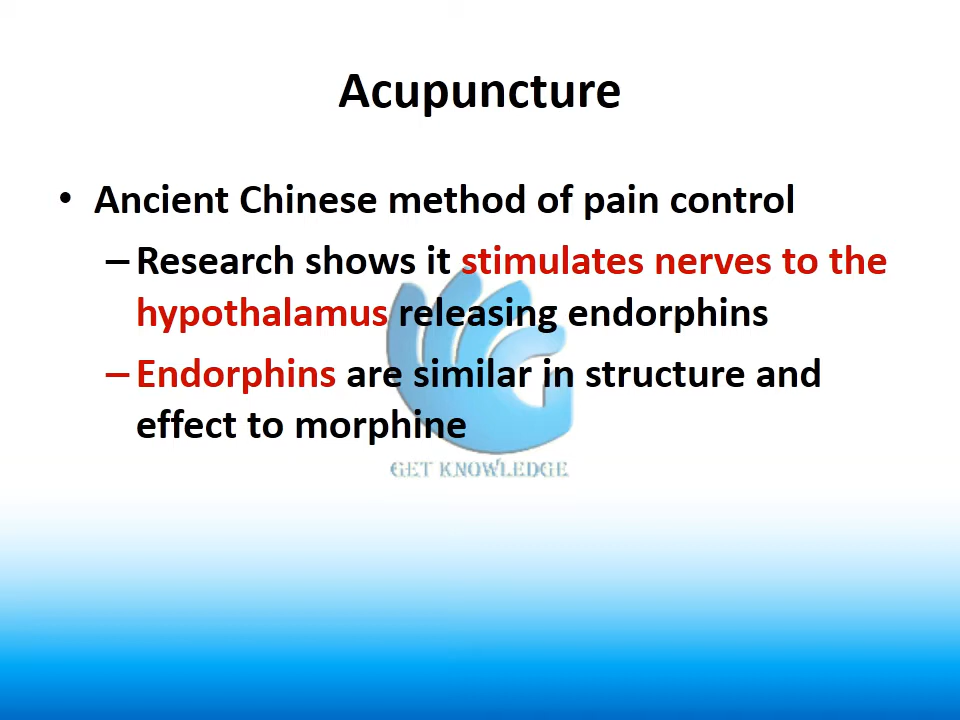 Acupuncture
• Ancient Chinese method of pain control
– Research shows it stimulates nerves to the
hypothalamus releasing endorphins
– Endorphins are similar in structure and
effect to morphine
GET KNOWLEDGE